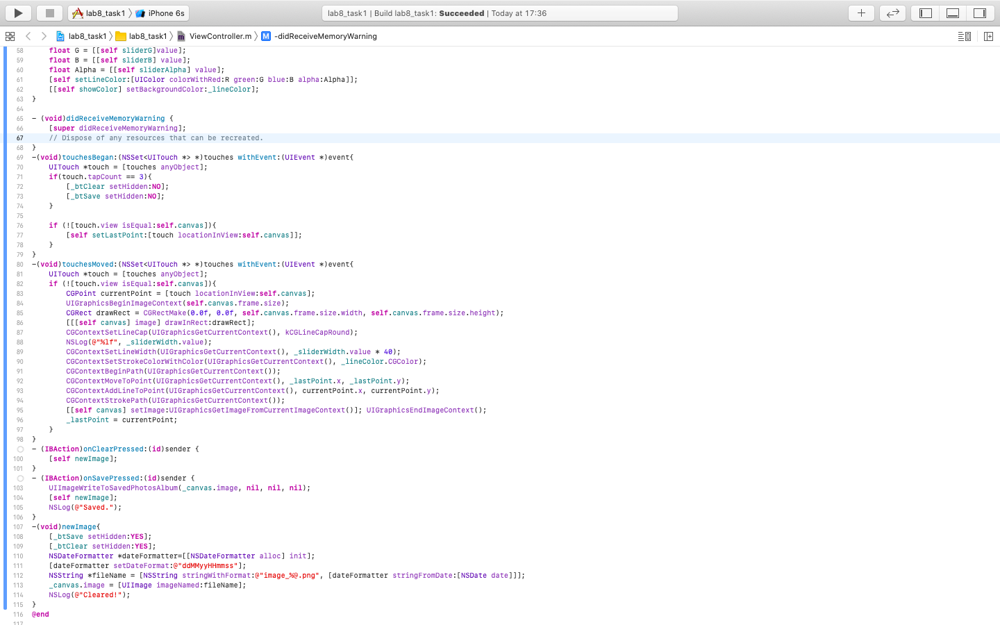 lab8_task1 〉 iPhone 6s
lab8_task1 | Build lab8_task1: Succeeded | Today at 17:36
lab8_task1 〉 lab8_task1 〉 m ViewController.m 〉 M -didReceiveMemoryWarning
58 float G = [[self sliderG]value];
59 float B = [[self sliderB] value];
60 float Alpha = [[self sliderAlpha] value];
61 [self setLineColor:[UIColor colorWithRed:R green:G blue:B alpha:Alpha]];
62 [[self showColor] setBackgroundColor:_lineColor];
63 }
64
65 - (void)didReceiveMemoryWarning {
66 [super didReceiveMemoryWarning];
67 // Dispose of any resources that can be recreated.
68 }
69 -(void)touchesBegan:(NSSet<UITouch *> *)touches withEvent:(UIEvent *)event{
70 UITouch *touch = [touches anyObject];
71 if(touch.tapCount == 3){
72 [_btClear setHidden:NO];
73 [_btSave setHidden:NO];
74 }
75
76 if (![touch.view isEqual:self.canvas]){
77 [self setLastPoint:[touch locationInView:self.canvas]];
78 }
79 }
80 -(void)touchesMoved:(NSSet<UITouch *> *)touches withEvent:(UIEvent *)event{
81 UITouch *touch = [touches anyObject];
82 if (![touch.view isEqual:self.canvas]){
83 CGPoint currentPoint = [touch locationInView:self.canvas];
84 UIGraphicsBeginImageContext(self.canvas.frame.size);
85 CGRect drawRect = CGRectMake(0.0f, 0.0f, self.canvas.frame.size.width, self.canvas.frame.size.height);
86 [[[self canvas] image] drawInRect:drawRect];
87 CGContextSetLineCap(UIGraphicsGetCurrentContext(), kCGLineCapRound);
88 NSLog(@"%lf", _sliderWidth.value);
89 CGContextSetLineWidth(UIGraphicsGetCurrentContext(), _sliderWidth.value * 40);
90 CGContextSetStrokeColorWithColor(UIGraphicsGetCurrentContext(), _lineColor.CGColor);
91 CGContextBeginPath(UIGraphicsGetCurrentContext());
92 CGContextMoveToPoint(UIGraphicsGetCurrentContext(), _lastPoint.x, _lastPoint.y);
93 CGContextAddLineToPoint(UIGraphicsGetCurrentContext(), currentPoint.x, currentPoint.y);
94 CGContextStrokePath(UIGraphicsGetCurrentContext());
95 [[self canvas] setImage:UIGraphicsGetImageFromCurrentImageContext()]; UIGraphicsEndImageContext();
96 _lastPoint = currentPoint;
97 }
98 }
- (IBAction)onClearPressed:(id)sender {
100 [self newImage];
101 }
- (IBAction)onSavePressed:(id)sender {
103 UIImageWriteToSavedPhotosAlbum(_canvas.image, nil, nil, nil);
104 [self newImage];
105 NSLog(@"Saved.");
106 }
107 -(void)newImage{
108 [_btSave setHidden:YES];
109 [_btClear setHidden:YES];
110 NSDateFormatter *dateFormatter=[[NSDateFormatter alloc] init];
111 [dateFormatter setDateFormat:@"ddMMyyHHmmss"];
112 NSString *fileName = [NSString stringWithFormat:@"image_%@.png", [dateFormatter stringFromDate:[NSDate date]]];
113 _canvas.image = [UIImage imageNamed:fileName];
114 NSLog(@"Cleared!");
115 }
116 @end
117